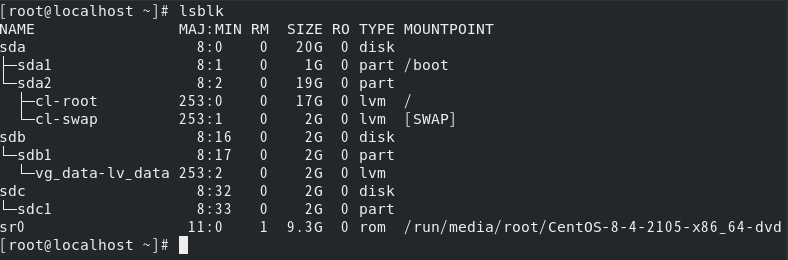 [root@localhost ~]# lsblk
NAME                MAJ:MIN RM  SIZE RO TYPE MOUNTPOINT
sda                   8:0    0   20G  0 disk
├─sda1                8:1    0    1G  0 part /boot
└─sda2                8:2    0   19G  0 part
  ├─cl-root         253:0    0   17G  0 lvm  /
  └─cl-swap         253:1    0    2G  0 lvm  [SWAP]
sdb                   8:16   0    2G  0 disk
└─sdb1                8:17   0    2G  0 part
  └─vg_data-lv_data 253:2    0    2G  0 lvm
sdc                   8:32   0    2G  0 disk
└─sdc1                8:33   0    2G  0 part
sr0                  11:0    1  9.3G  0 rom  /run/media/root/CentOS-8-4-2105-x86_64-dvd
[root@localhost ~]#